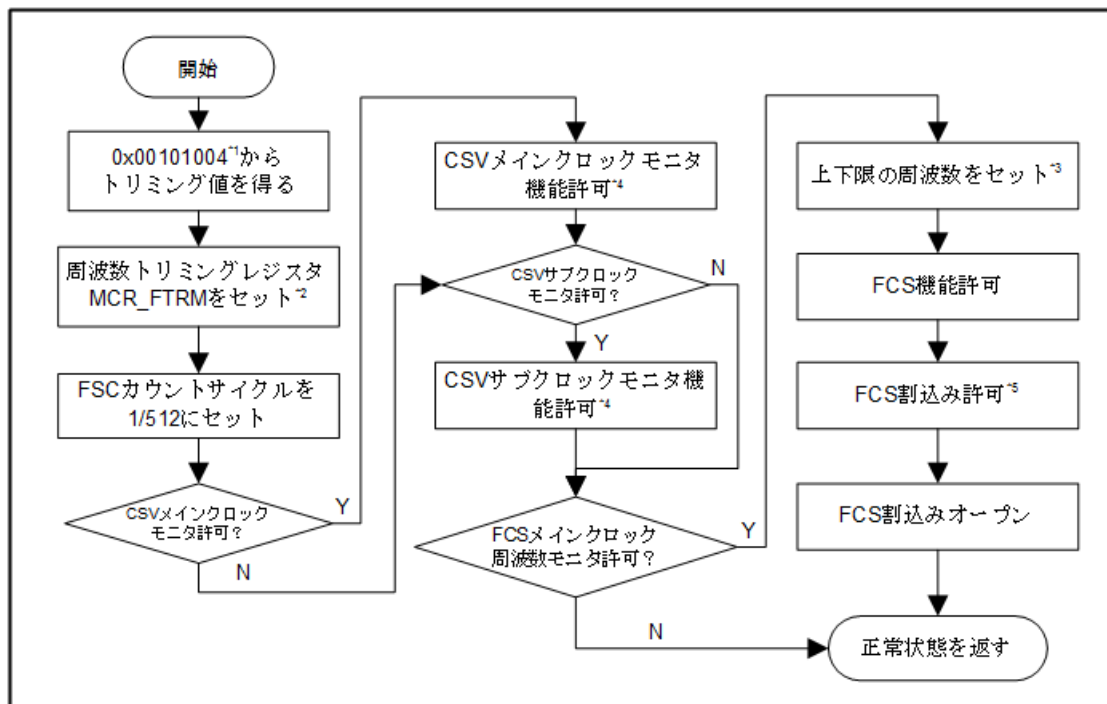 開始
0x00101004*1から
トリミング値を得る
周波数トリミングレジスタ
MCR_FTRMをセット*2
FSCカウントサイクルを
1/512にセット
CSVメインクロック
モニタ許可？
Y
N
CSVメインクロックモニタ
機能許可*4
CSVサブクロック
モニタ許可？
N
Y
CSVサブクロックモニタ機
能許可*4
FCSメインクロック
周波数モニタ許可？
Y
N
上下限の周波数をセット*3
FCS機能許可
FCS割込み許可*5
FCS割込みオープン
正常状態を返す